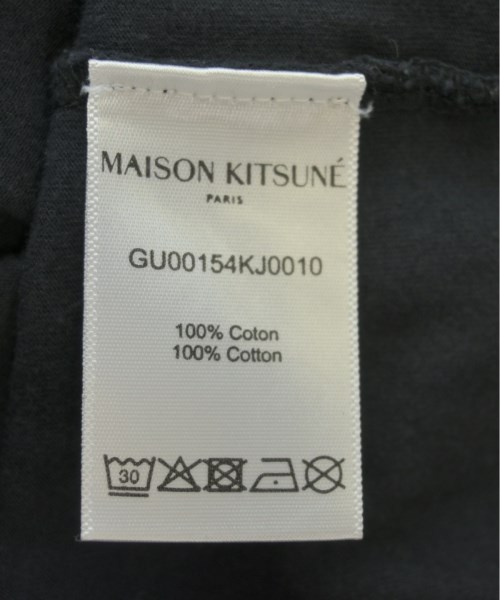 MAISON KITSUNÉ
PARIS
GU00154KJ0010
100% Coton
100% Cotton
30